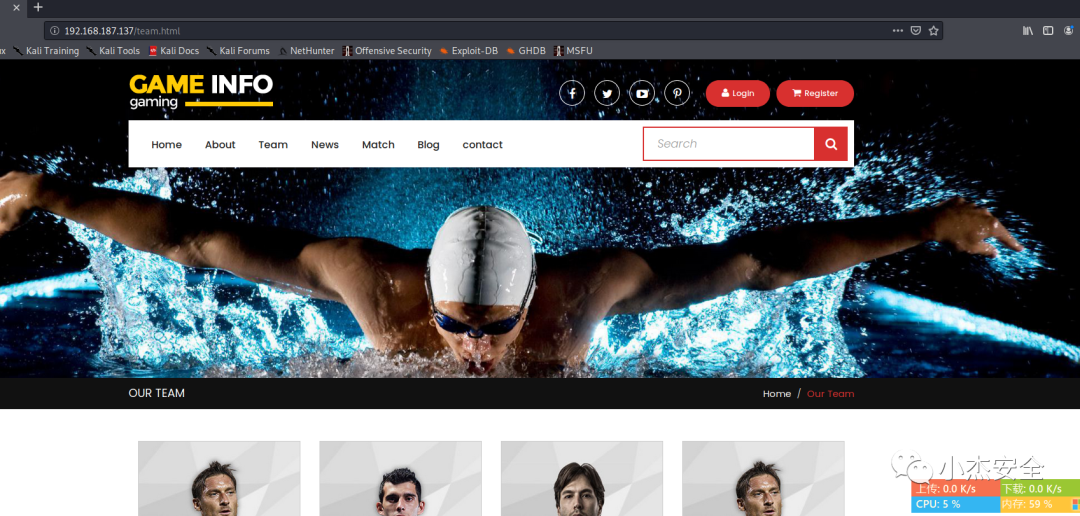 × +
192.168.187.137/team.html
Kali Training Kali Tools Kali Docs Kali Forums NetHunter Offensive Security Exploit-DB GHDB MSFU
GAME INFO
gaming
Login Register
Home About Team News Match Blog contact
Search
OUR TEAM
Home / Our Team
小杰安全
上传: 0.0 K/s 下载: 0.0 K/s
CPU: 5 % 内存: 59 %